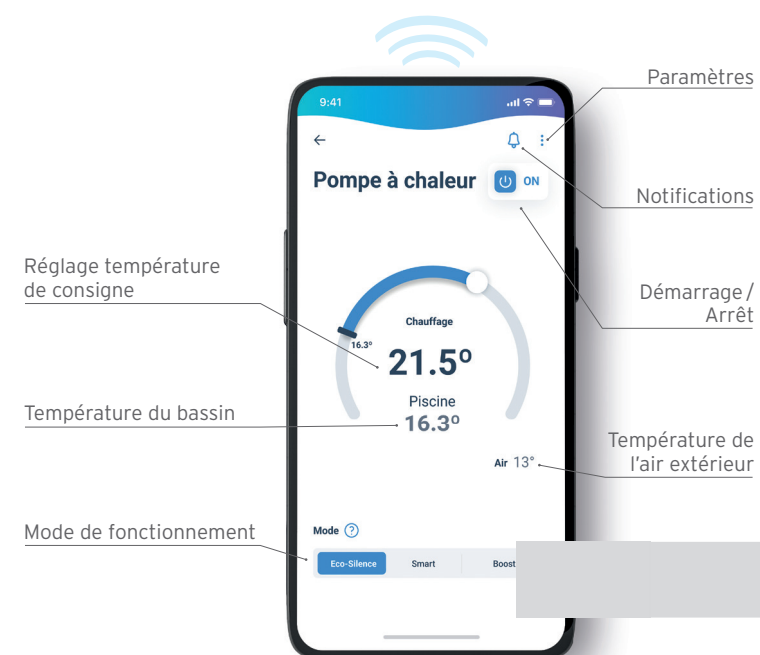 Paramètres
9:41
Pompe à chaleur
ON
Notifications
Réglage température
de consigne
Démarrage /
Arrêt
Chauffage
16.3°
21.5°
Piscine
16.3°
Température du bassin
Température de
l'air extérieur
Air 13°
Mode de fonctionnement
Mode ?
Eco-Silence Smart Boost